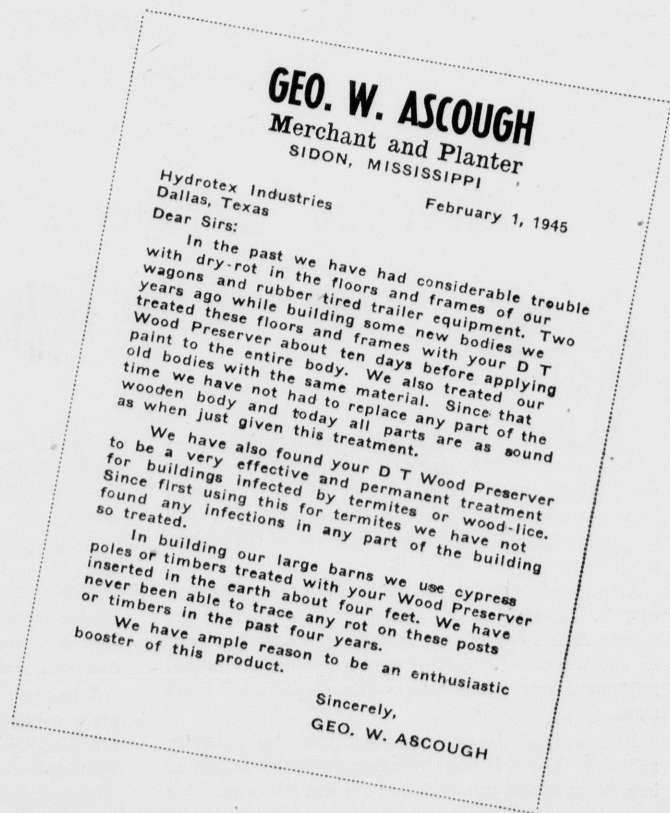 GEO. W. ASCOUGH
Merchant and Planter
SIDON, MISSISSIPPI
Hydrotex Industries
Dallas, Texas
February 1, 1945
Dear Sirs:
In the past we have had considerable trouble
with dry-rot in the floors and frames of our
wagons and rubber tired trailer equipment. Two
years ago while building some new bodies we
treated these floors and frames with your D T
Wood Preserver about ten days before applying
paint to the entire body. We also treated our
old bodies with the same material. Since that
time we have not had to replace any part of the
wooden body and today all parts are as sound
as when just given this treatment.
We have also found your D T Wood Preserver
to be a very effective and permanent treatment
for buildings infected by termites or wood-lice.
Since first using this for termites we have not
found any infections in any part of the building
so treated.
In building our large barns we use cypress
poles or timbers treated with your Wood Preserver
inserted in the earth about four feet. We have
never been able to trace any rot on these posts
or timbers in the past four years.
We have ample reason to be an enthusiastic
booster of this product.
Sincerely,
GEO. W. ASCOUGH